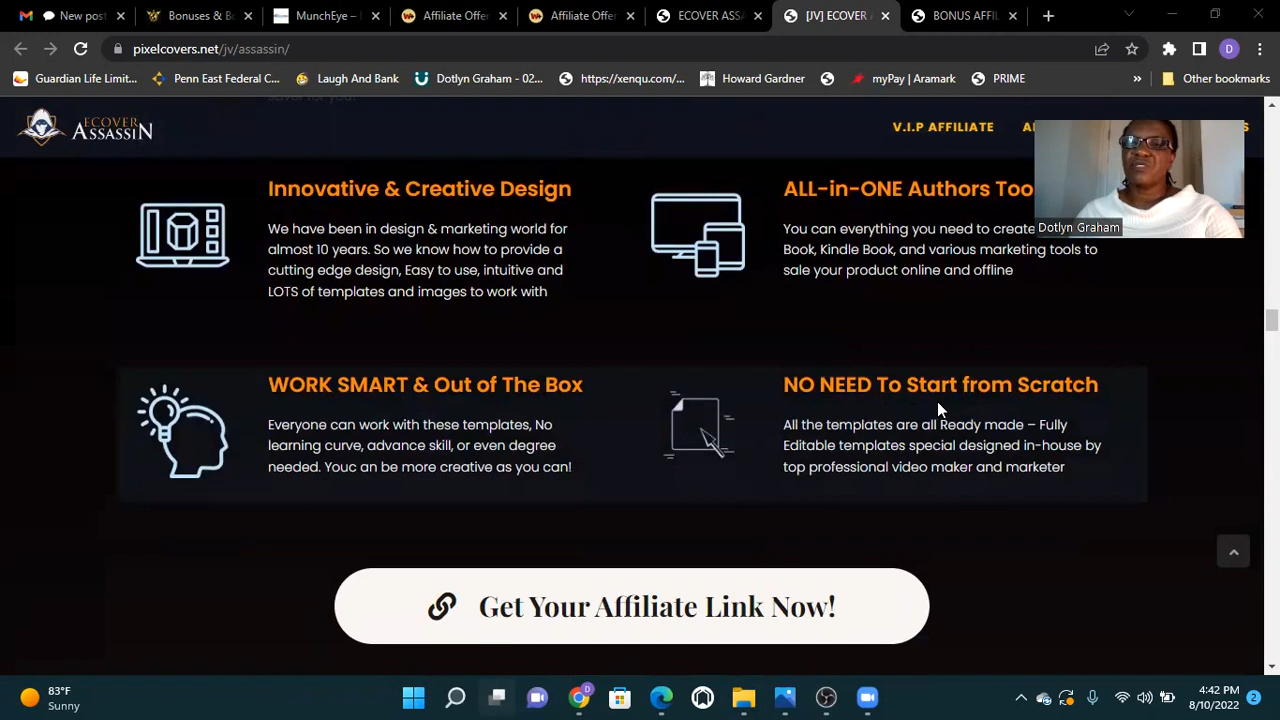 New post
Bonuses & B
MunchEye –
Affiliate Offer
Affiliate Offer
ECOVER ASSA
[JV] ECOVER
BONUS AFFIL
pixelcovers.net/jv/assassin/
D
Guardian Life Limit...
Penn East Federal C...
Laugh And Bank
Dotlyn Graham - 02...
https://xenqu.com/...
Howard Gardner
myPay | Aramark
PRIME
Other bookmarks
saver for you!
ECOVER
ASSASSIN
V.I.P AFFILIATE
Innovative & Creative Design
We have been in design & marketing world for
almost 10 years. So we know how to provide a
cutting edge design, Easy to use, intuitive and
LOTS of templates and images to work with
ALL-in-ONE Authors Too
You can everything you need to create
Book, Kindle Book, and various marketing tools to
sale your product online and offline
Dotlyn Graham
WORK SMART & Out of The Box
Everyone can work with these templates, No
learning curve, advance skill, or even degree
needed. Youc an be more creative as you can!
NO NEED To Start from Scratch
All the templates are all Ready made – Fully
Editable templates special designed in-house by
top professional video maker and marketer
Get Your Affiliate Link Now!
83°F
Sunny
4:42 PM
8/10/2022
2